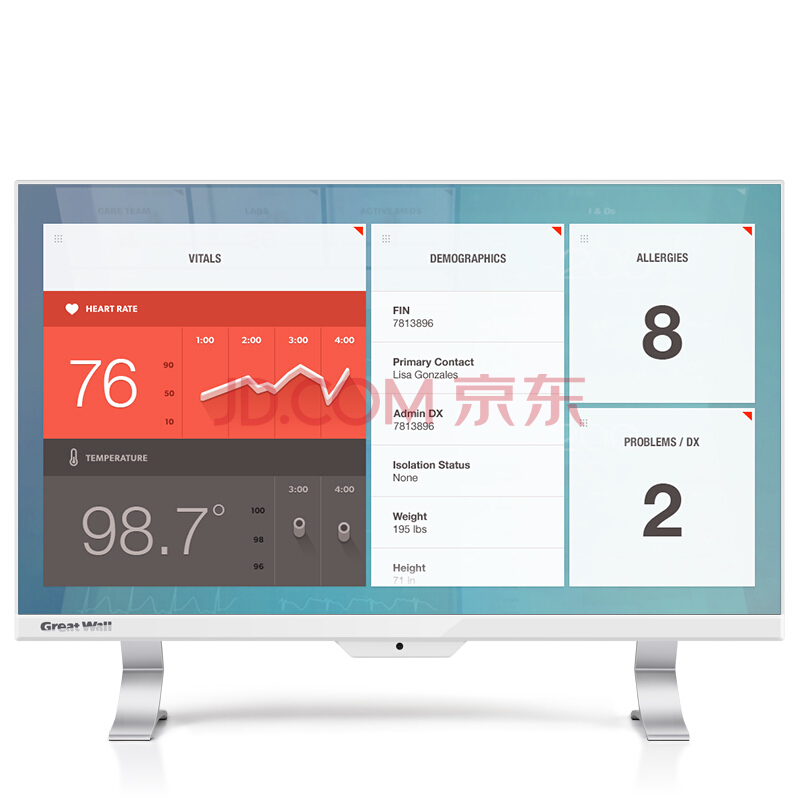 CARE TEAM
LABS
ACTIVE MEDS
I & Os
VITALS
HEART RATE
76
90
50
10
1:00
2:00
3:00
4:00
TEMPERATURE
98.7°
100
98
96
3:00
4:00
DEMOGRAPHICS
FIN
7813896
Primary Contact
Lisa Gonzales
Admin DX
7813896
Isolation Status
None
Weight
195 lbs
Height
71 in
ALLERGIES
8
PROBLEMS / DX
2
JD.COM 京东
Great Wall